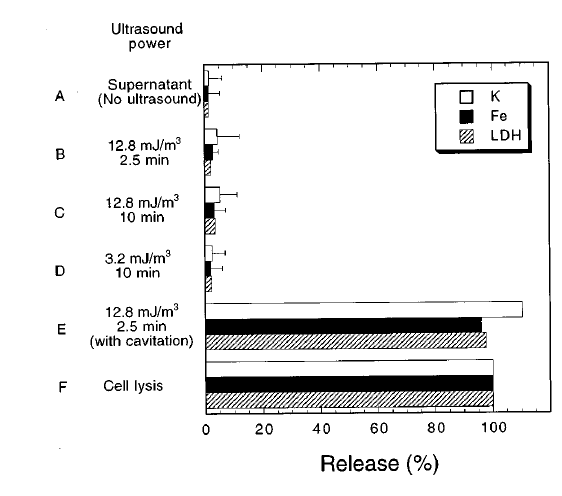 Ultrasound
power
A
Supernatant
(No ultrasound)
B
12.8 mJ/m³
2.5 min
C
12.8 mJ/m³
10 min
D
3.2 mJ/m³
10 min
E
12.8 mJ/m³
2.5 min
(with cavitation)
F
Cell lysis
K
Fe
LDH
0 20 40 60 80 100
Release (%)